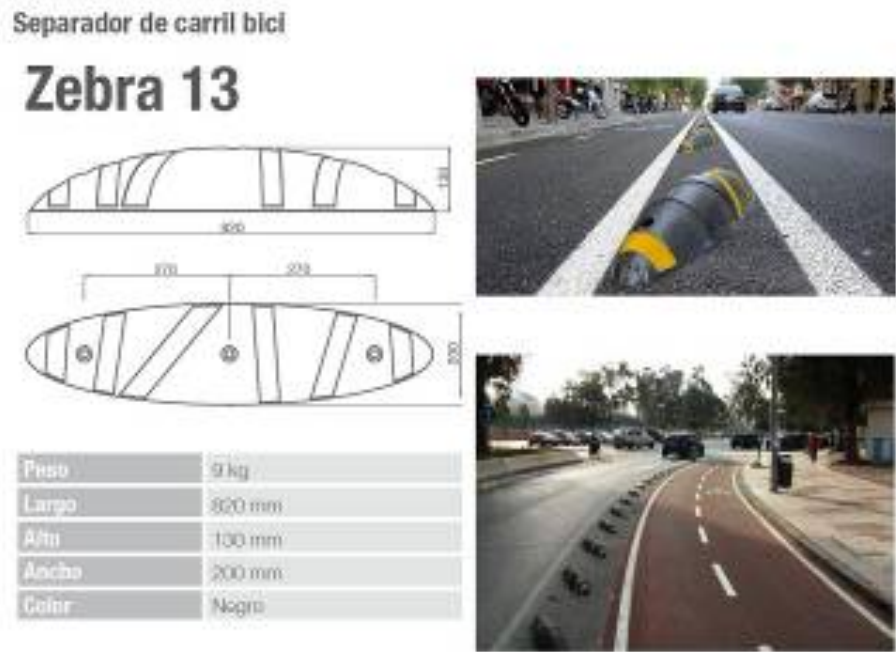 Separador de carril bici
Zebra 13
130
820
270 270
200
Peso 9 kg
Largo 820 mm
Alto 130 mm
Ancho 200 mm
Color Negro